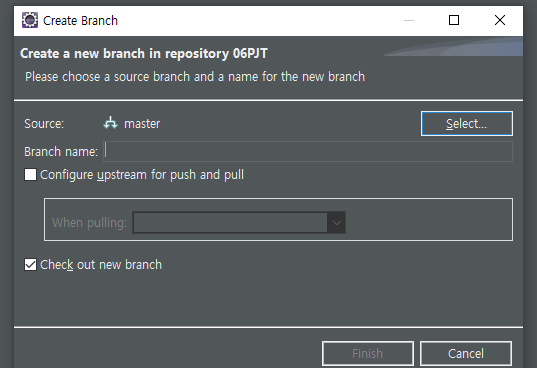 Create Branch
Create a new branch in repository 06PJT
Please choose a source branch and a name for the new branch
Source: master Select...
Branch name:
Configure upstream for push and pull
When pulling:
Check out new branch
Finish Cancel